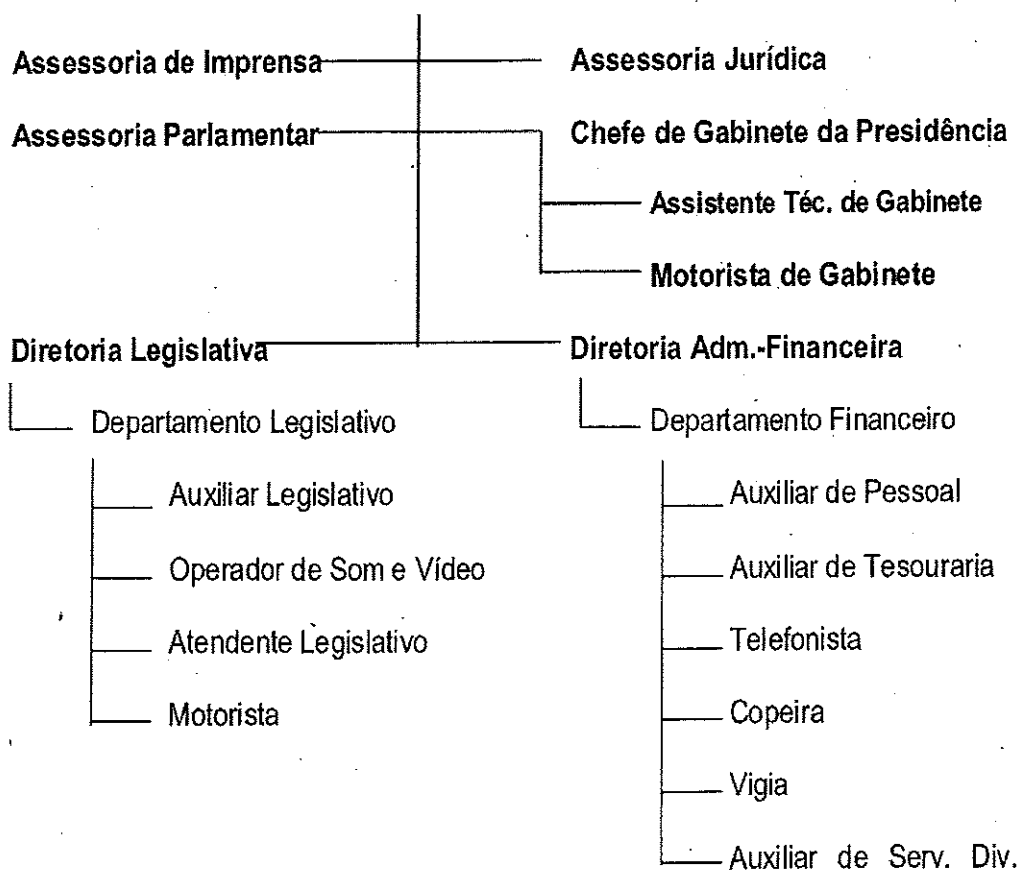 Assessoria de Imprensa
Assessoria Jurídica
Assessoria Parlamentar
Chefe de Gabinete da Presidência
Assistente Téc. de Gabinete
Motorista de Gabinete
Diretoria Legislativa
Diretoria Adm.-Financeira
Departamento Legislativo
Departamento Financeiro
Auxiliar Legislativo
Auxiliar de Pessoal
Operador de Som e Vídeo
Auxiliar de Tesouraria
Atendente Legislativo
Telefonista
Motorista
Copeira
Vigia
Auxiliar de Serv. Div.